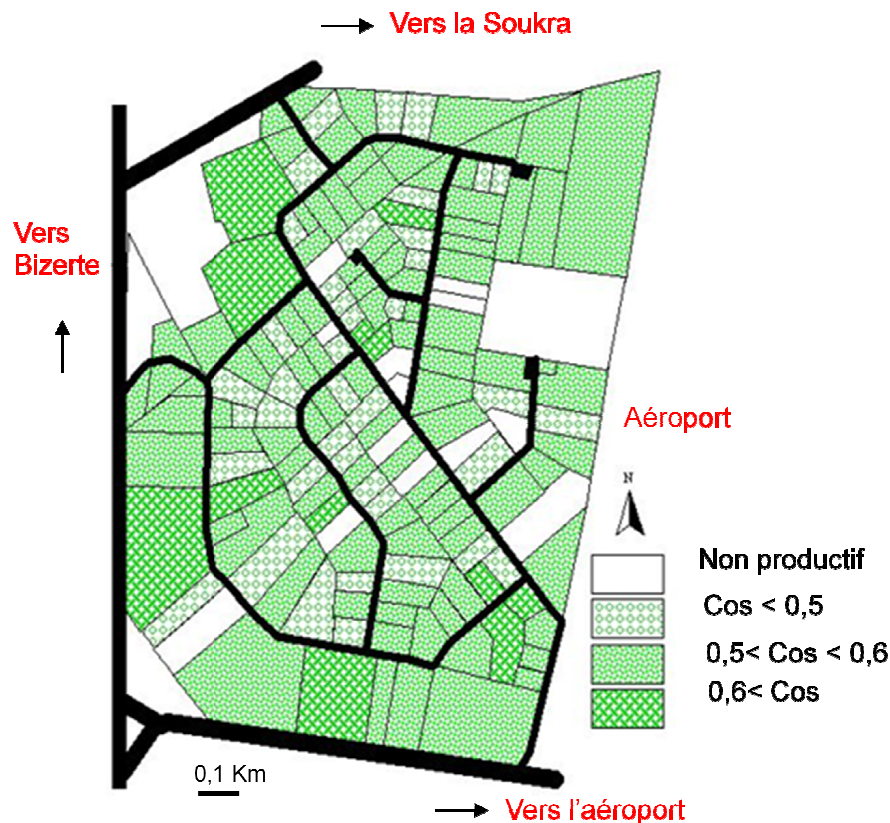 Vers la Soukra
Vers
Bizerte
Aéroport
N
Non productif
Cos < 0,5
0,5< Cos < 0,6
0,6< Cos
0,1 Km
Vers l'aéroport